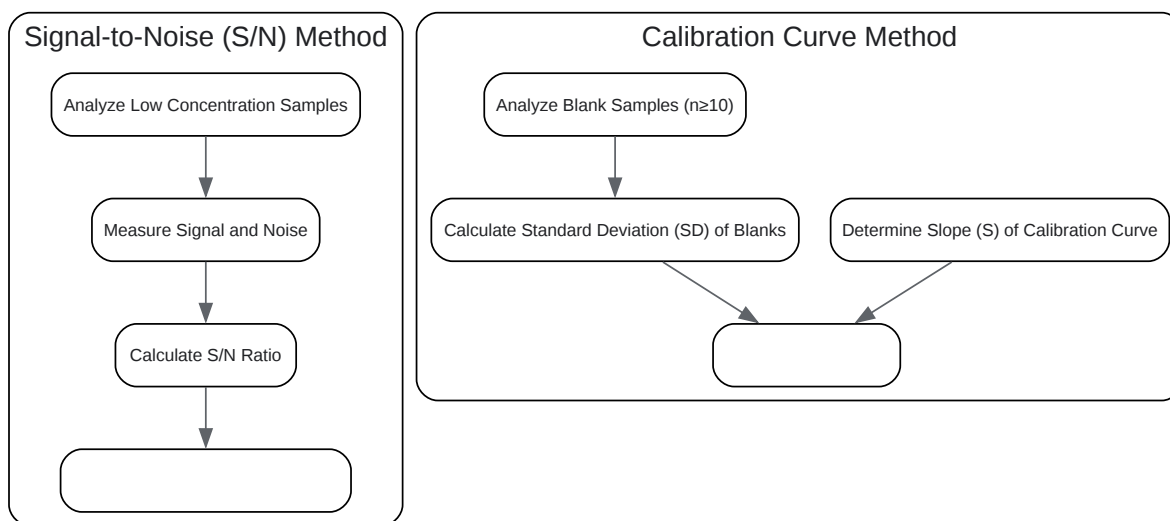 Signal-to-Noise (S/N) Method
Analyze Low Concentration Samples
Measure Signal and Noise
Calculate S/N Ratio
Calibration Curve Method
Analyze Blank Samples (n≥10)
Calculate Standard Deviation (SD) of Blanks
Determine Slope (S) of Calibration Curve